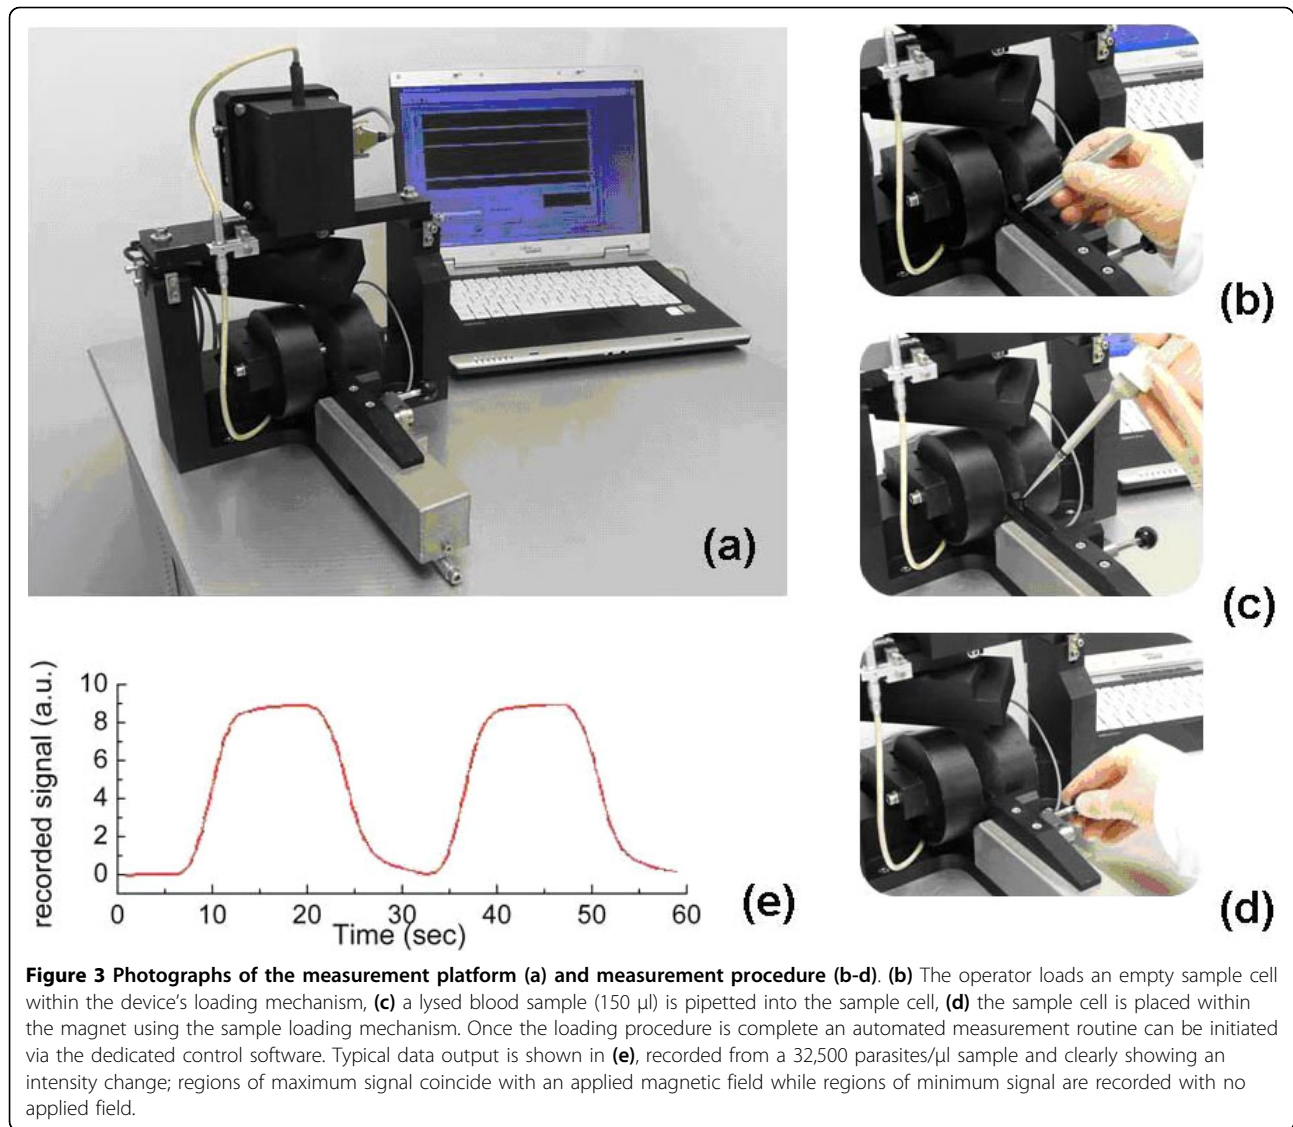 (a)
(b)
(c)
(d)
recorded signal (a.u.)
10
8
6
4
2
0
0 10 20 30 40 50 60
Time (sec)
(e)
Figure 3 Photographs of the measurement platform (a) and measurement procedure (b-d). (b) The operator loads an empty sample cell
within the device's loading mechanism, (c) a lysed blood sample (150 μl) is pipetted into the sample cell, (d) the sample cell is placed within
the magnet using the sample loading mechanism. Once the loading procedure is complete an automated measurement routine can be initiated
via the dedicated control software. Typical data output is shown in (e), recorded from a 32,500 parasites/μl sample and clearly showing an
intensity change; regions of maximum signal coincide with an applied magnetic field while regions of minimum signal are recorded with no
applied field.